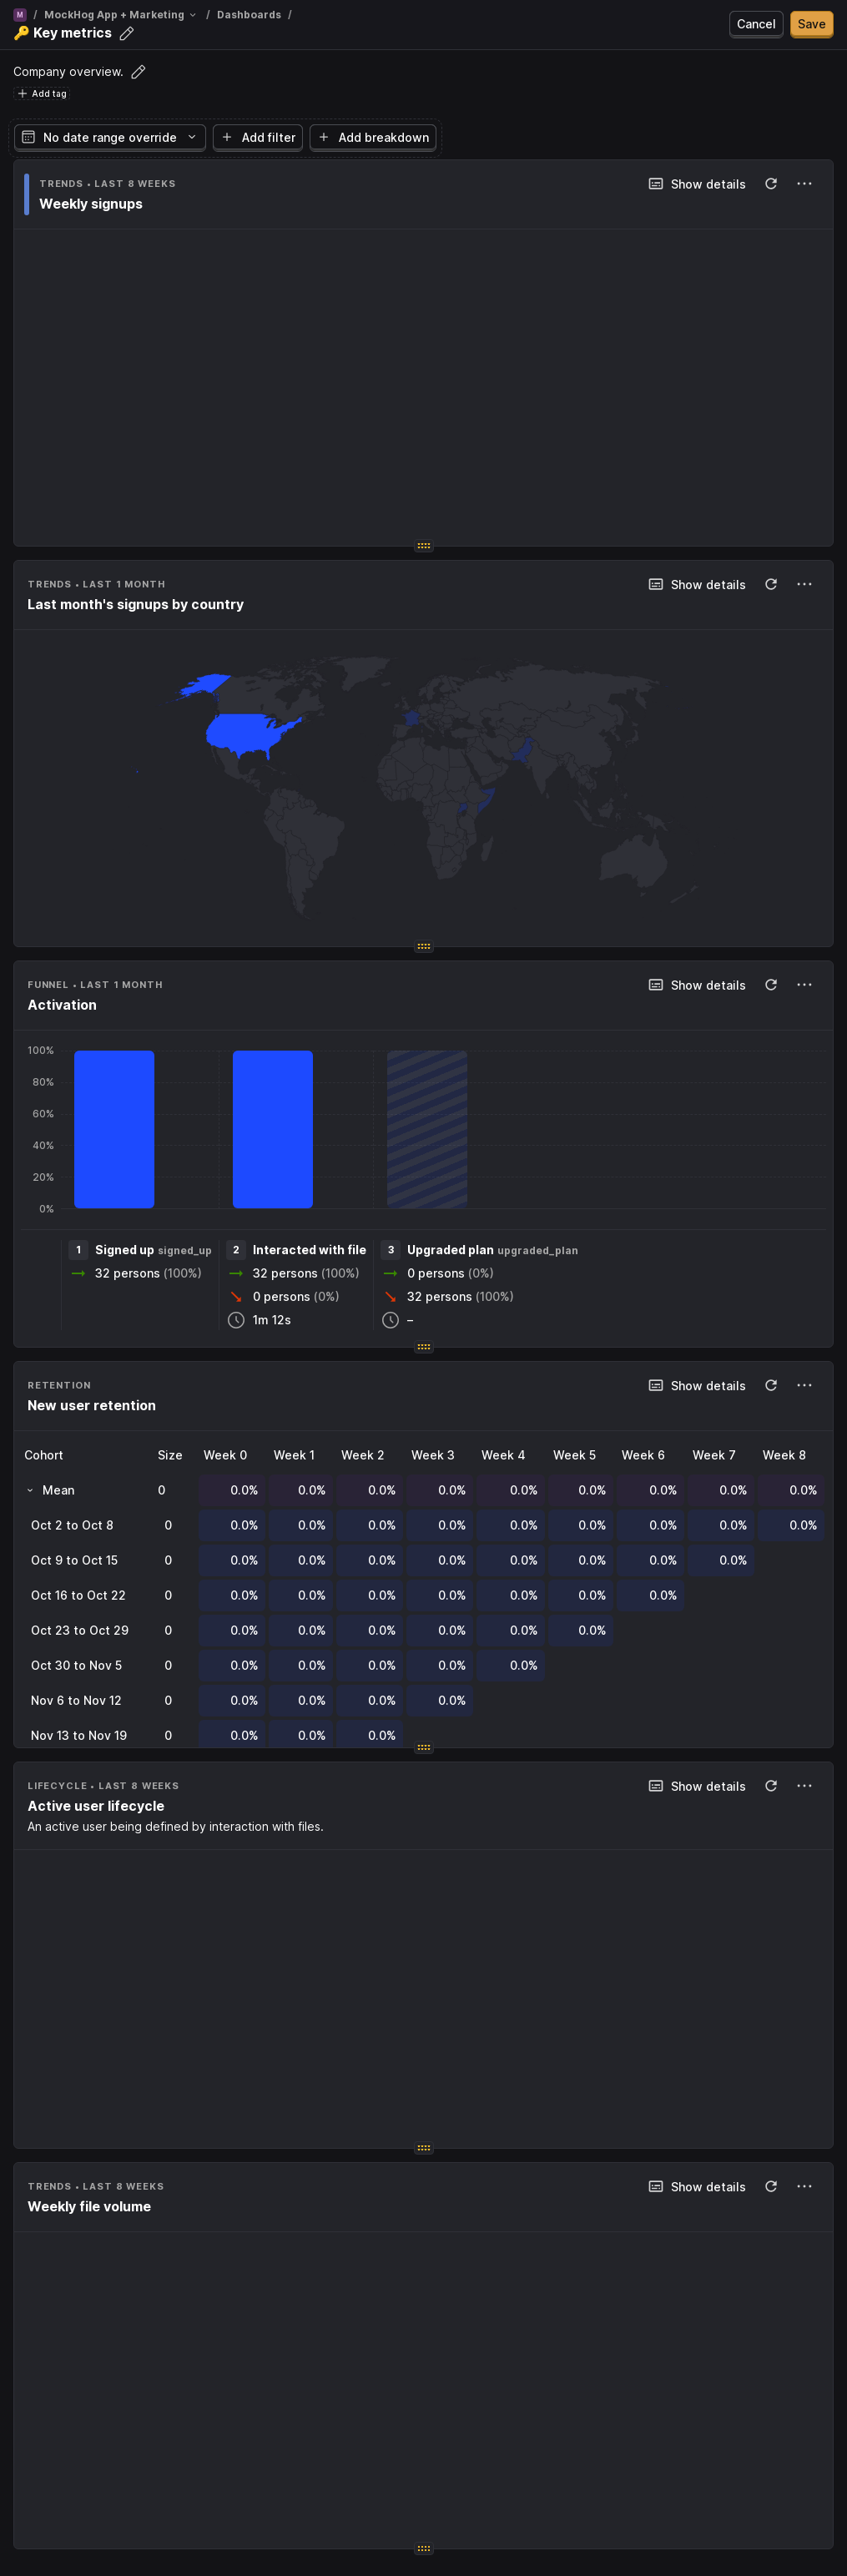 M / MockHog App + Marketing / Dashboards /
🔑 Key metrics
Cancel Save
Company overview.
+ Add tag
No date range override + Add filter + Add breakdown
TRENDS • LAST 8 WEEKS
Weekly signups
Show details
TRENDS • LAST 1 MONTH
Last month's signups by country
Show details
FUNNEL • LAST 1 MONTH
Activation
Show details
100%
80%
60%
40%
20%
0%
1 Signed up signed_up 2 Interacted with file 3 Upgraded plan upgraded_plan
→ 32 persons (100%) → 32 persons (100%) → 0 persons (0%)
↘ 0 persons (0%) ↘ 32 persons (100%)
1m 12s –
RETENTION
New user retention
Show details
Cohort Size Week 0 Week 1 Week 2 Week 3 Week 4 Week 5 Week 6 Week 7 Week 8
Mean 0 0.0% 0.0% 0.0% 0.0% 0.0% 0.0% 0.0% 0.0% 0.0%
Oct 2 to Oct 8 0 0.0% 0.0% 0.0% 0.0% 0.0% 0.0% 0.0% 0.0% 0.0%
Oct 9 to Oct 15 0 0.0% 0.0% 0.0% 0.0% 0.0% 0.0% 0.0% 0.0%
Oct 16 to Oct 22 0 0.0% 0.0% 0.0% 0.0% 0.0% 0.0% 0.0%
Oct 23 to Oct 29 0 0.0% 0.0% 0.0% 0.0% 0.0% 0.0%
Oct 30 to Nov 5 0 0.0% 0.0% 0.0% 0.0% 0.0%
Nov 6 to Nov 12 0 0.0% 0.0% 0.0% 0.0%
Nov 13 to Nov 19 0 0.0% 0.0% 0.0%
LIFECYCLE • LAST 8 WEEKS
Active user lifecycle
An active user being defined by interaction with files.
Show details
TRENDS • LAST 8 WEEKS
Weekly file volume
Show details